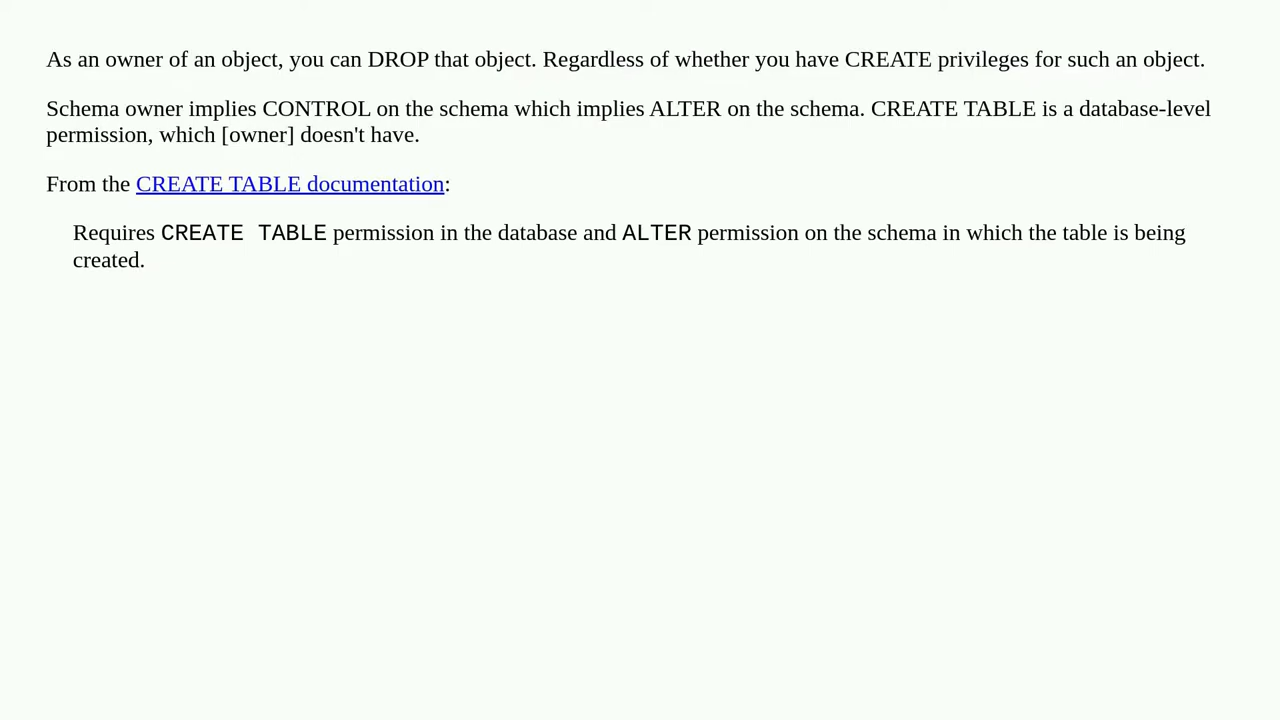 As an owner of an object, you can DROP that object. Regardless of whether you have CREATE privileges for such an object.
Schema owner implies CONTROL on the schema which implies ALTER on the schema. CREATE TABLE is a database-level
permission, which [owner] doesn't have.
From the CREATE TABLE documentation:
Requires CREATE TABLE permission in the database and ALTER permission on the schema in which the table is being
created.